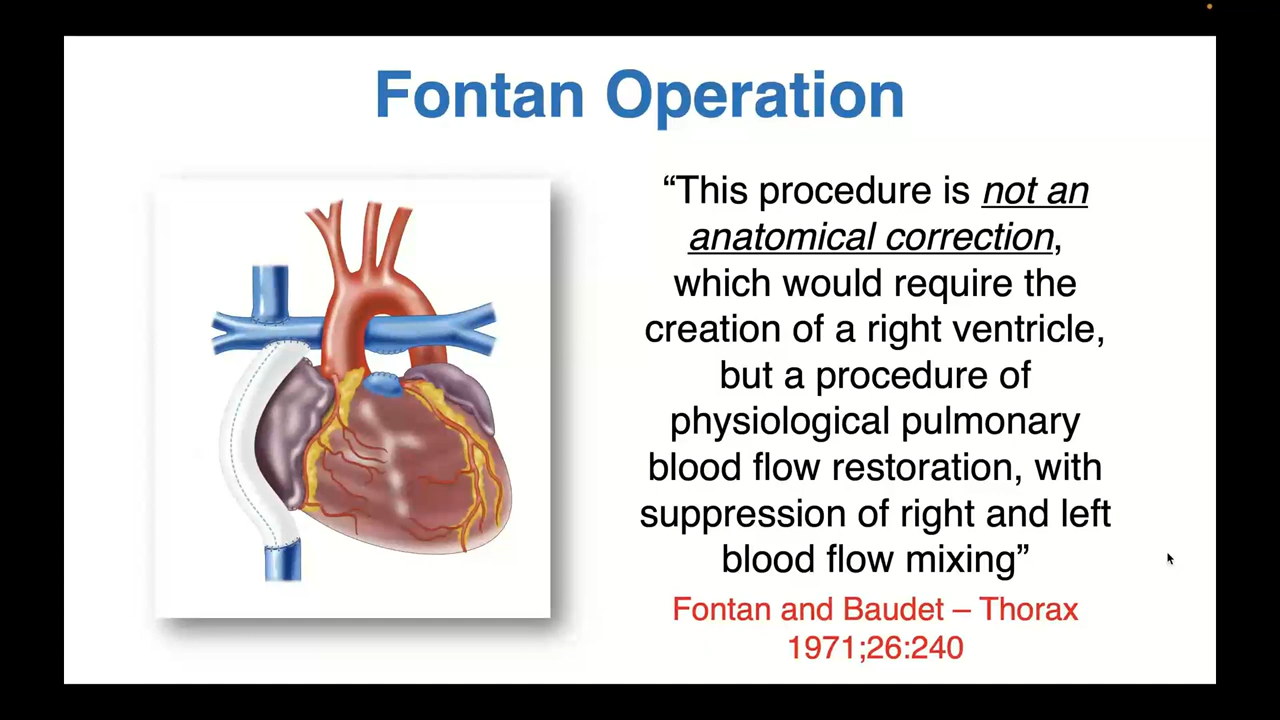 Fontan Operation
“This procedure is not an
anatomical correction,
which would require the
creation of a right ventricle,
but a procedure of
physiological pulmonary
blood flow restoration, with
suppression of right and left
blood flow mixing”
Fontan and Baudet – Thorax
1971;26:240